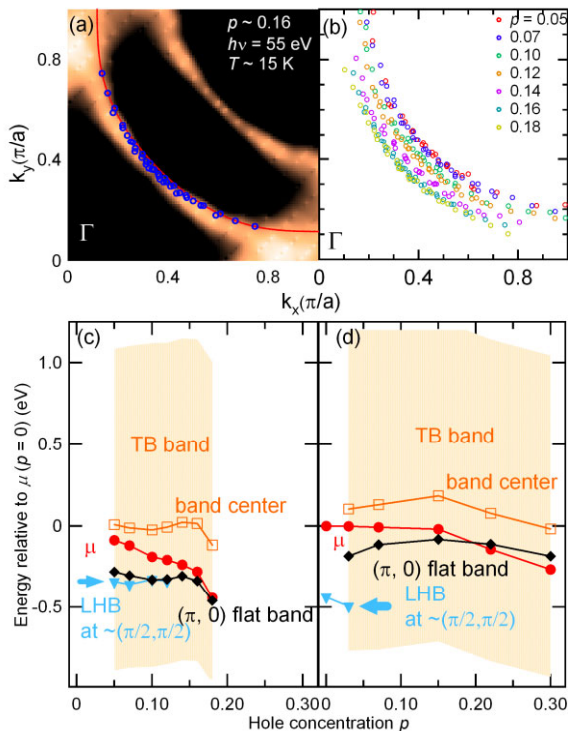 (a)
p ~ 0.16
hν = 55 eV
T ~ 15 K
Γ
k_y(π/a)
0.8
0.4
0
0 0.4 0.8
(b)
p = 0.05
0.07
0.10
0.12
0.14
0.16
0.18
Γ
0.4 0.8
k_x(π/a)
(c)
TB band
band center
μ
(π, 0) flat band
LHB
at ~(π/2,π/2)
Energy relative to μ (p = 0) (eV)
1.0
0.5
0
-0.5
0 0.10 0.20 0.30
(d)
TB band
band center
μ
(π, 0) flat band
LHB
at ~(π/2,π/2)
0 0.10 0.20 0.30
Hole concentration p